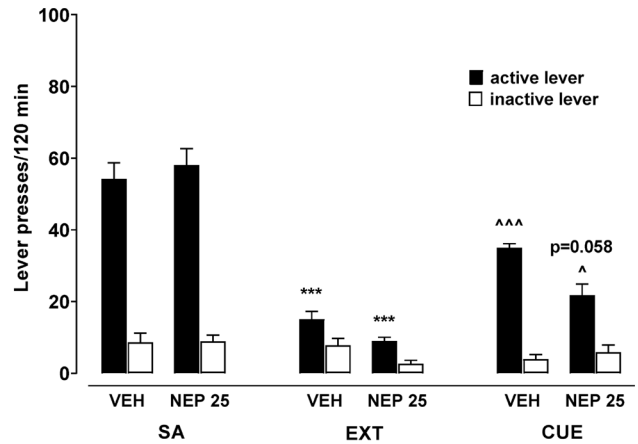 100
80
60
40
20
0
Lever presses/120 min
active lever
inactive lever
***
***
^^^
p=0.058
^
VEH NEP 25 VEH NEP 25 VEH NEP 25
SA EXT CUE